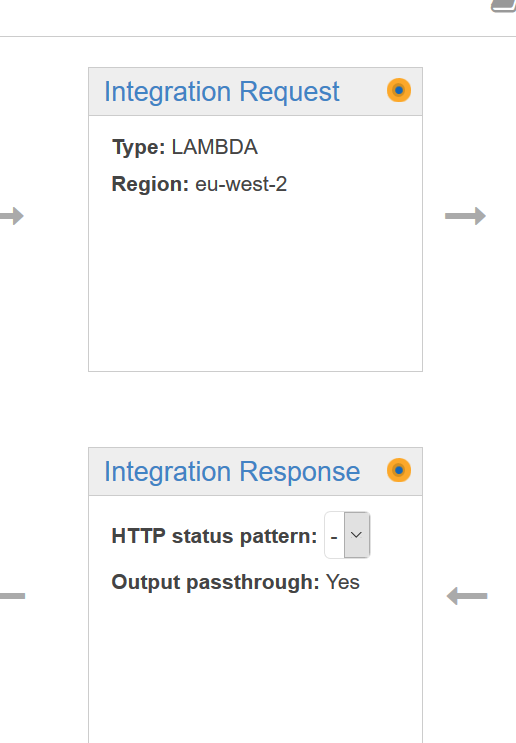 Integration Request
Type: LAMBDA
Region: eu-west-2
Integration Response
HTTP status pattern: -
Output passthrough: Yes